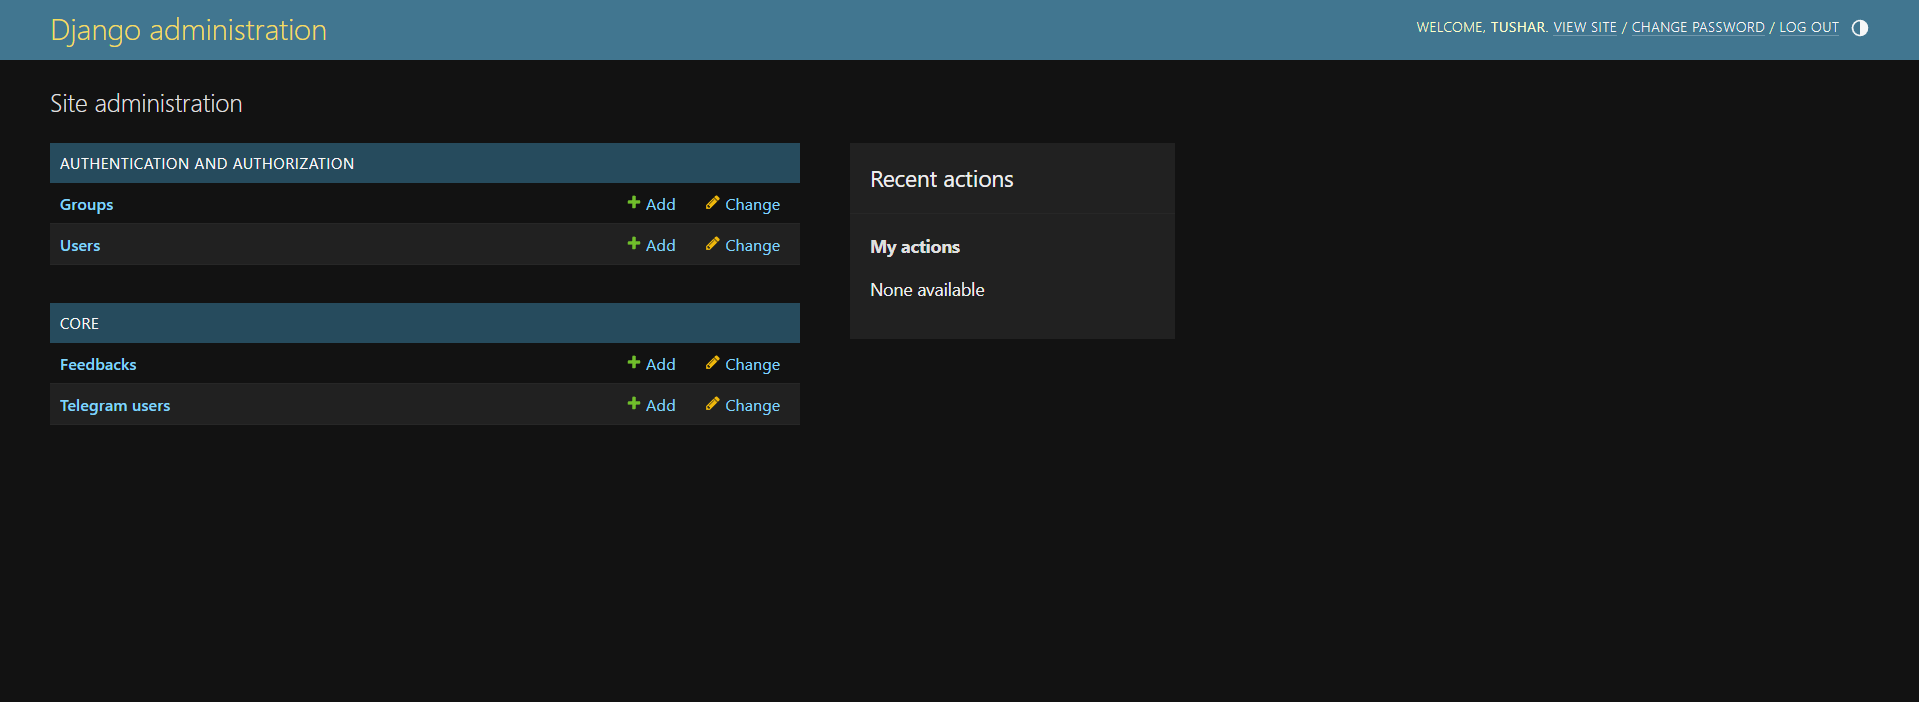 Django administration
WELCOME, TUSHAR. VIEW SITE / CHANGE PASSWORD / LOG OUT
Site administration
AUTHENTICATION AND AUTHORIZATION
Groups Add Change
Users Add Change
CORE
Feedbacks Add Change
Telegram users Add Change
Recent actions
My actions
None available